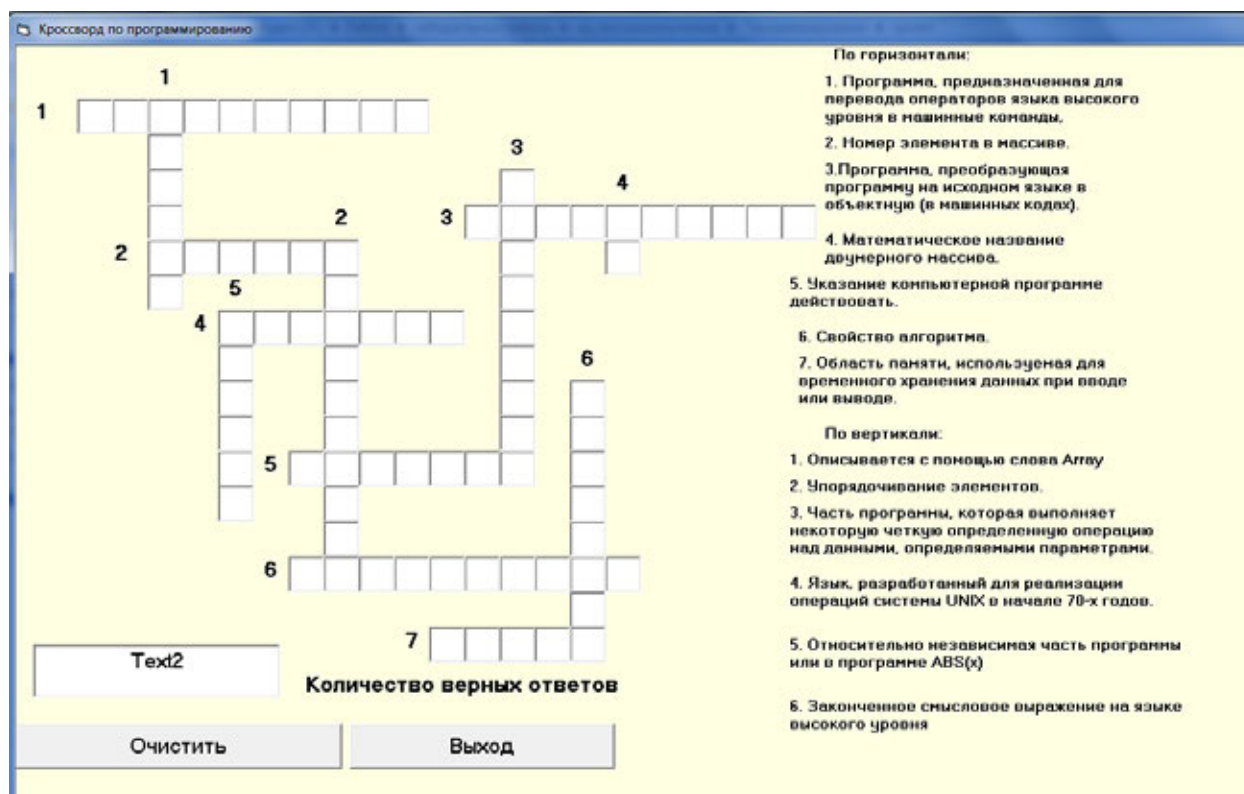 Кроссворд по программированию
1
1
3
4
3
2
2
5
4
6
5
6
7
Text2
Количество верных ответов
Очистить
Выход
По горизонтали:
1. Программа, предназначенная для
перевода операторов языка высокого
уровня в машинные команды,
2. Номер элемента в массиве.
3.Программа, преобразующая
программу на исходном языке в
объектную (в машинных кодах).
4. Математическое название
двумерного массива.
5. Указание компьютерной программе
действовать.
6. Свойство алгоритма.
7. Область памяти, используемая для
временного хранения данных при вводе
или выводе.
По вертикали:
1. Описывается с помощью слова Array
2. Упорядочивание элементов.
3. Часть программы, которая выполняет
некоторую четкую определенную операцию
над данными, определяемыми параметрами.
4. Язык, разработанный для реализации
операций системы UNIX в начале 70-х годов.
5. Относительно независимая часть программы
или в программе ABS(x)
6. Законченное смысловое выражение на языке
высокого уровня